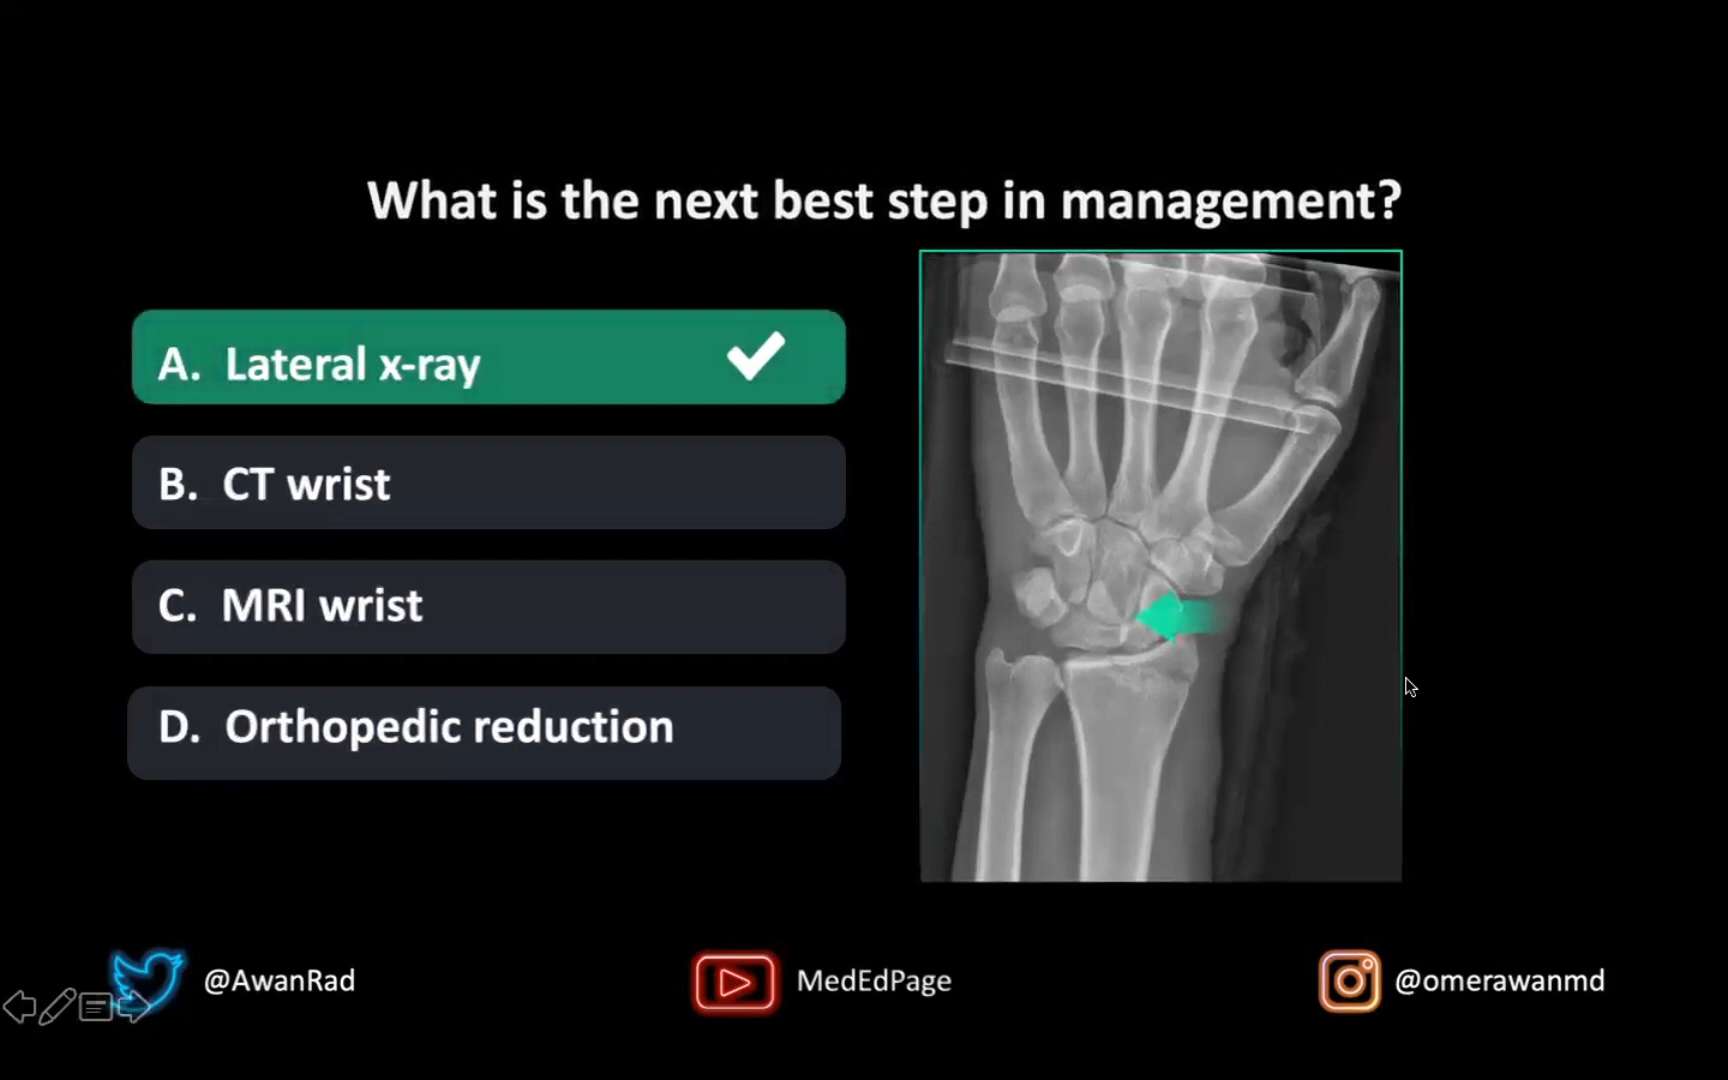 What is the next best step in management?
A. Lateral x-ray
B. CT wrist
C. MRI wrist
D. Orthopedic reduction
@AwanRad
MedEdPage
@omerawanmd